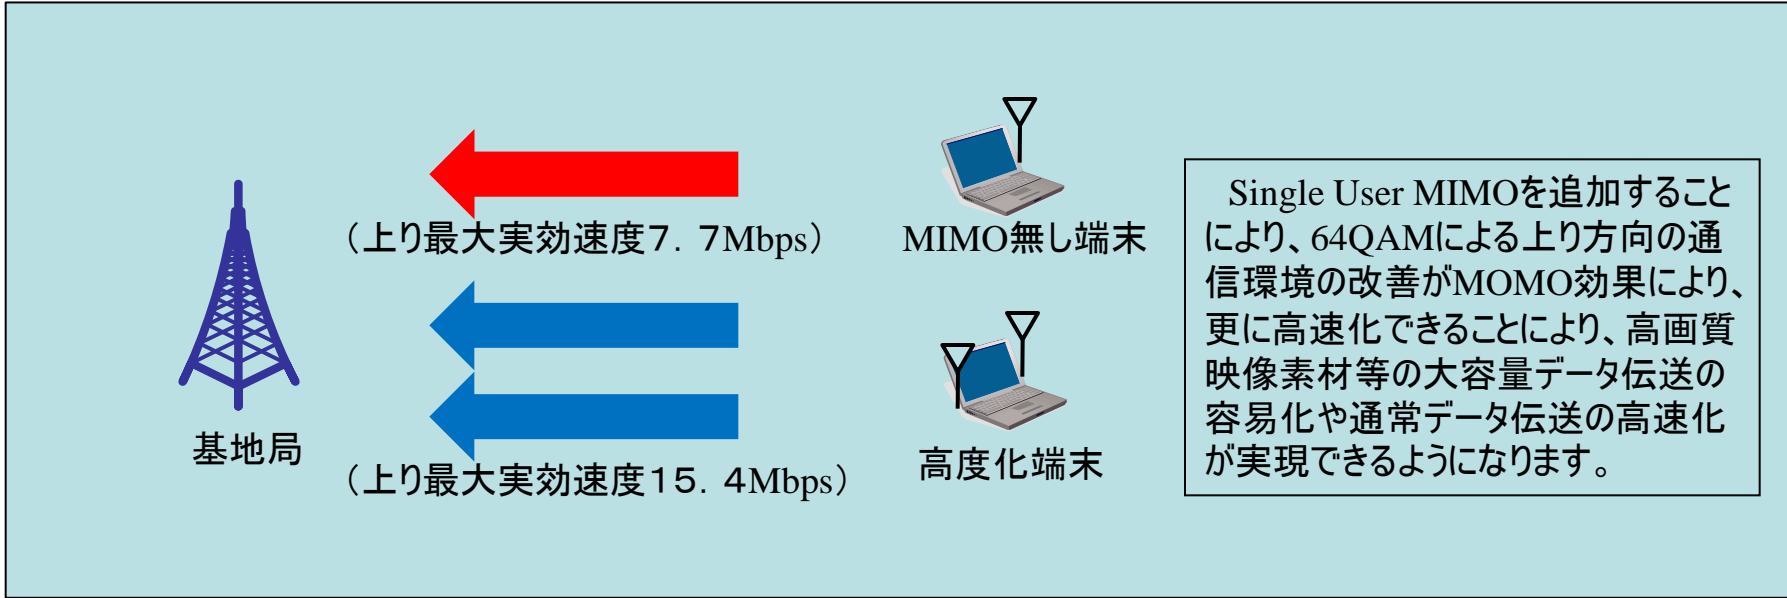 (上り最大実効速度7.7Mbps)
MIMO無し端末
基地局
(上り最大実効速度15.4Mbps)
高度化端末
Single User MIMOを追加すること
により、64QAMによる上り方向の通
信環境の改善がMOMO効果により、
更に高速化できることにより、高画質
映像素材等の大容量データ伝送の
容易化や通常データ伝送の高速化
が実現できるようになります。